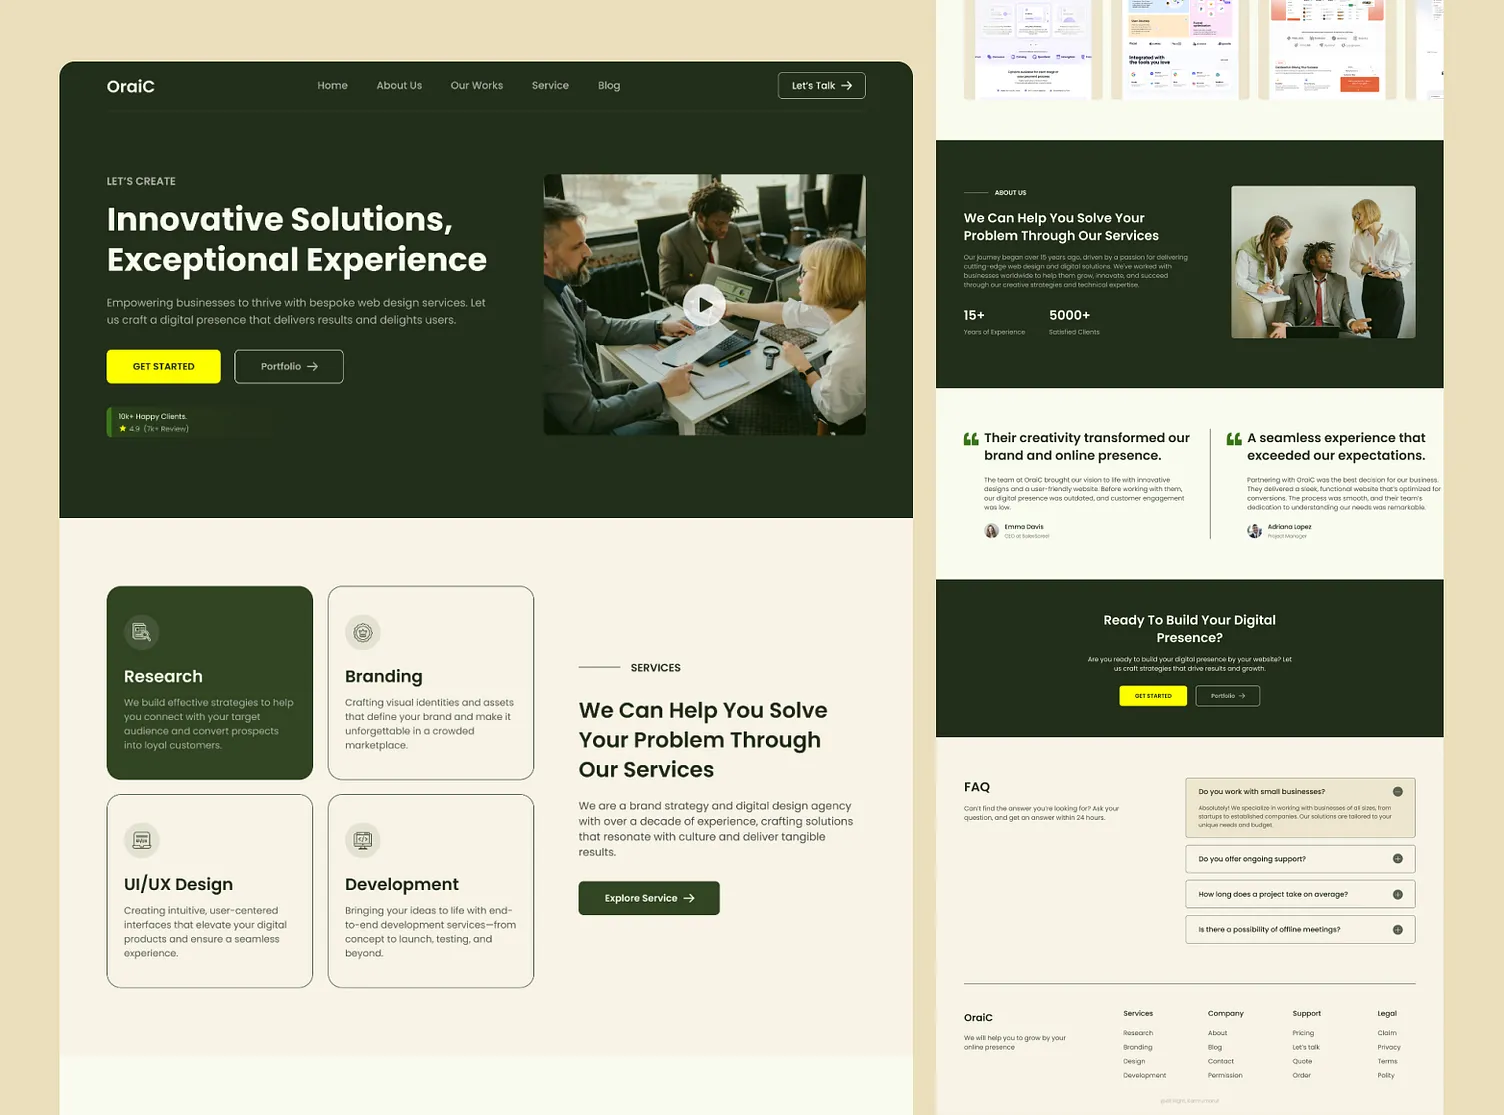 OraiC
Home
About Us
Our Works
Service
Blog
Let's Talk
LET'S CREATE
Innovative Solutions,
Exceptional Experience
Empowering businesses to thrive with bespoke web design services. Let
us craft a digital presence that delivers results and delights users.
GET STARTED
Portfolio
10k+ Happy Clients.
4.9 (7k+ Review)
Research
We build effective strategies to help
you connect with your target
audience and convert prospects
into loyal customers.
Branding
Crafting visual identities and assets
that define your brand and make it
unforgettable in a crowded
marketplace.
UI/UX Design
Creating intuitive, user-centered
interfaces that elevate your digital
products and ensure a seamless
experience.
Development
Bringing your ideas to life with end-
to-end development services—from
concept to launch, testing, and
beyond.
SERVICES
We Can Help You Solve
Your Problem Through
Our Services
We are a brand strategy and digital design agency
with over a decade of experience, crafting solutions
that resonate with culture and deliver tangible
results.
Explore Service
Integrated with
the tools you love
ABOUT US
We Can Help You Solve Your
Problem Through Our Services
Our journey began over 15 years ago, driven by a passion for delivering
cutting-edge web design and digital solutions. We've worked with
businesses worldwide to help them grow, innovate, and succeed
through our creative strategies and technical expertise.
15+
Years of Experience
5000+
Satisfied Clients
Their creativity transformed our
brand and online presence.
The team at OraiC brought our vision to life with innovative
designs and a user-friendly website. Before working with them,
our digital presence was outdated, and customer engagement
was low.
Emma Davis
CEO at
A seamless experience that
exceeded our expectations.
Partnering with OraiC was the best decision for our business.
They delivered a sleek, functional website that's optimized for
conversions. The process was smooth, and their team's
dedication to understanding our needs was remarkable.
Adriana Lopez
Project Manager
Ready To Build Your Digital
Presence?
Are you ready to build your digital presence by your website? Let
us craft strategies that drive results and growth.
GET STARTED
Portfolio
FAQ
Can't find the answer you're looking for? Ask your
question, and get an answer within 24 hours.
Do you work with small businesses?
Absolutely! We specialize in working with businesses of all sizes, from
startups to established companies. Our solutions are tailored to your
unique needs and budget.
Do you offer ongoing support?
How long does a project take on average?
Is there a possibility of offline meetings?
OraiC
We will help you to grow by your
online presence
Services
Research
Branding
Design
Development
Company
About
Blog
Contact
Permission
Support
Pricing
Let's talk
Quote
Order
Legal
Claim
Privacy
Terms
Polity